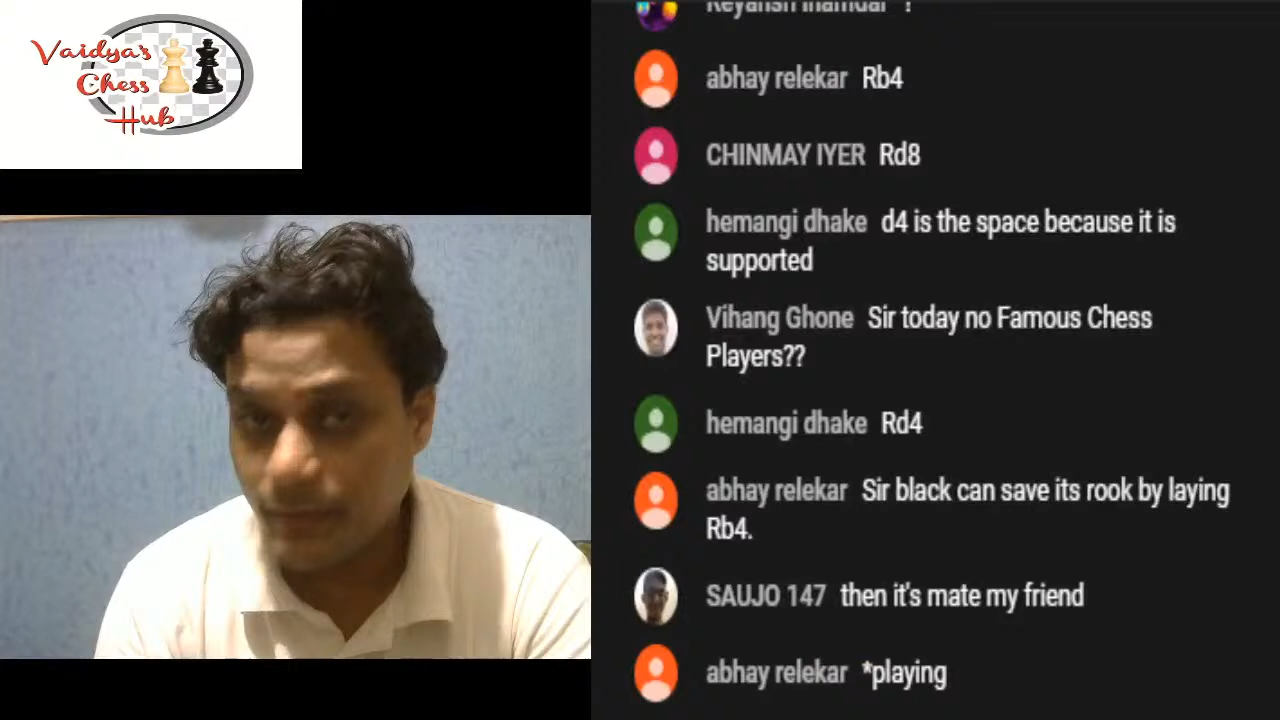 Vaidya's
Chess
Hub
abhay relekar Rb4
CHINMAY IYER Rd8
hemangi dhake d4 is the space because it is
supported
Vihang Ghone Sir today no Famous Chess
Players??
hemangi dhake Rd4
abhay relekar Sir black can save its rook by laying
Rb4.
SAUJO 147 then it's mate my friend
abhay relekar *playing